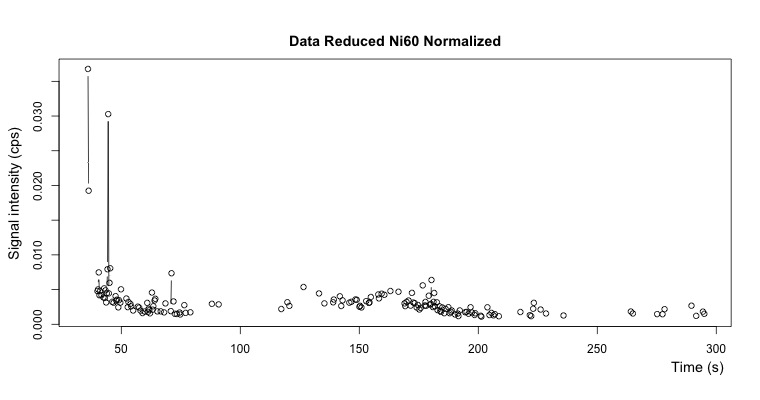 Data Reduced Ni60 Normalized
Signal intensity (cps)
0.030
0.020
0.010
0.000
50 100 150 200 250 300
Time (s)